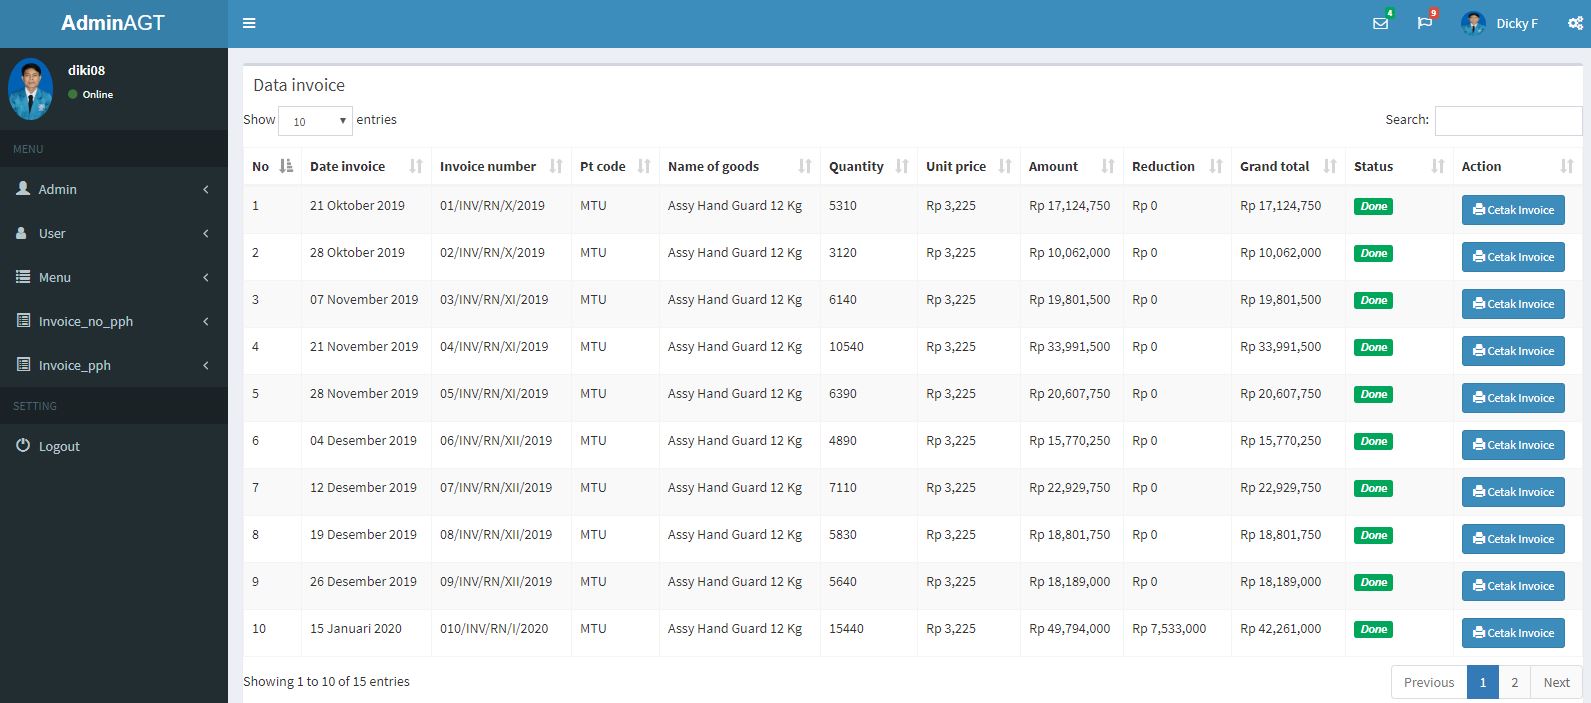 AdminAGT
4
9
Dicky F
diki08
Online
MENU
Admin
User
Menu
Invoice_no_pph
Invoice_pph
SETTING
Logout
Data invoice
Show 10 entries
Search:
No Date invoice Invoice number Pt code Name of goods Quantity Unit price Amount Reduction Grand total Status Action
1 21 Oktober 2019 01/INV/RN/X/2019 MTU Assy Hand Guard 12 Kg 5310 Rp 3,225 Rp 17,124,750 Rp 0 Rp 17,124,750 Done Cetak Invoice
2 28 Oktober 2019 02/INV/RN/X/2019 MTU Assy Hand Guard 12 Kg 3120 Rp 3,225 Rp 10,062,000 Rp 0 Rp 10,062,000 Done Cetak Invoice
3 07 November 2019 03/INV/RN/XI/2019 MTU Assy Hand Guard 12 Kg 6140 Rp 3,225 Rp 19,801,500 Rp 0 Rp 19,801,500 Done Cetak Invoice
4 21 November 2019 04/INV/RN/XI/2019 MTU Assy Hand Guard 12 Kg 10540 Rp 3,225 Rp 33,991,500 Rp 0 Rp 33,991,500 Done Cetak Invoice
5 28 November 2019 05/INV/RN/XI/2019 MTU Assy Hand Guard 12 Kg 6390 Rp 3,225 Rp 20,607,750 Rp 0 Rp 20,607,750 Done Cetak Invoice
6 04 Desember 2019 06/INV/RN/XII/2019 MTU Assy Hand Guard 12 Kg 4890 Rp 3,225 Rp 15,770,250 Rp 0 Rp 15,770,250 Done Cetak Invoice
7 12 Desember 2019 07/INV/RN/XII/2019 MTU Assy Hand Guard 12 Kg 7110 Rp 3,225 Rp 22,929,750 Rp 0 Rp 22,929,750 Done Cetak Invoice
8 19 Desember 2019 08/INV/RN/XII/2019 MTU Assy Hand Guard 12 Kg 5830 Rp 3,225 Rp 18,801,750 Rp 0 Rp 18,801,750 Done Cetak Invoice
9 26 Desember 2019 09/INV/RN/XII/2019 MTU Assy Hand Guard 12 Kg 5640 Rp 3,225 Rp 18,189,000 Rp 0 Rp 18,189,000 Done Cetak Invoice
10 15 Januari 2020 010/INV/RN/I/2020 MTU Assy Hand Guard 12 Kg 15440 Rp 3,225 Rp 49,794,000 Rp 7,533,000 Rp 42,261,000 Done Cetak Invoice
Showing 1 to 10 of 15 entries
Previous 1 2 Next